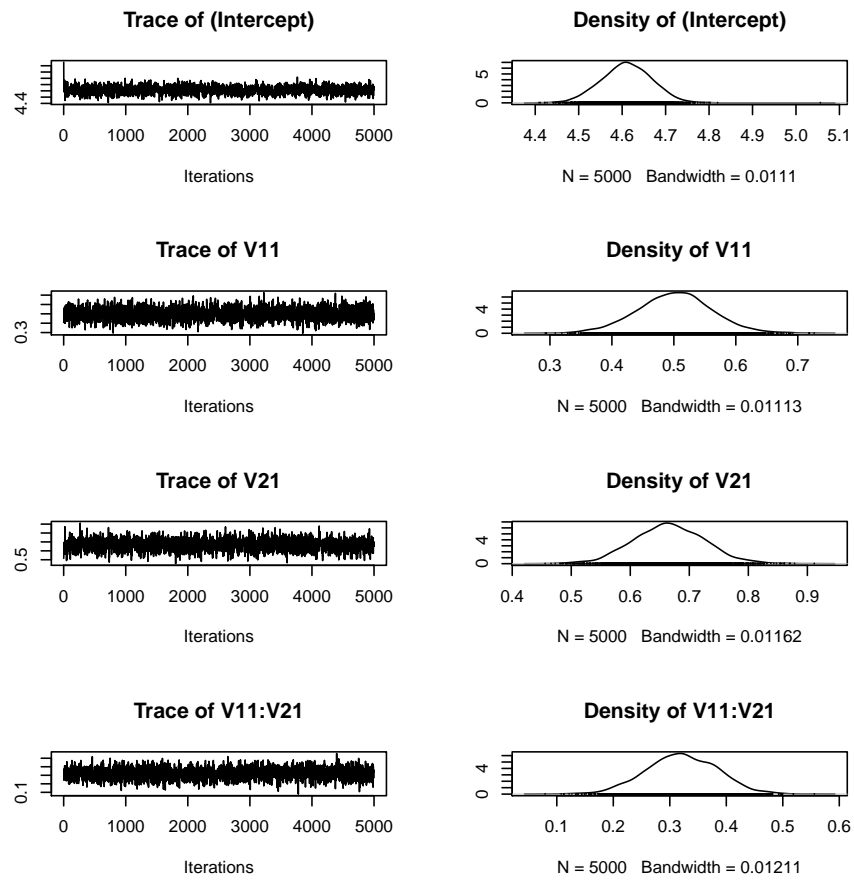 Trace of (Intercept)
4.4
0 1000 2000 3000 4000 5000
Iterations
Density of (Intercept)
0 5
4.4 4.5 4.6 4.7 4.8 4.9 5.0 5.1
N = 5000 Bandwidth = 0.0111
Trace of V11
0.3
0 1000 2000 3000 4000 5000
Iterations
Density of V11
0 4
0.3 0.4 0.5 0.6 0.7
N = 5000 Bandwidth = 0.01113
Trace of V21
0.5
0 1000 2000 3000 4000 5000
Iterations
Density of V21
0 4
0.4 0.5 0.6 0.7 0.8 0.9
N = 5000 Bandwidth = 0.01162
Trace of V11:V21
0.1
0 1000 2000 3000 4000 5000
Iterations
Density of V11:V21
0 4
0.1 0.2 0.3 0.4 0.5 0.6
N = 5000 Bandwidth = 0.01211